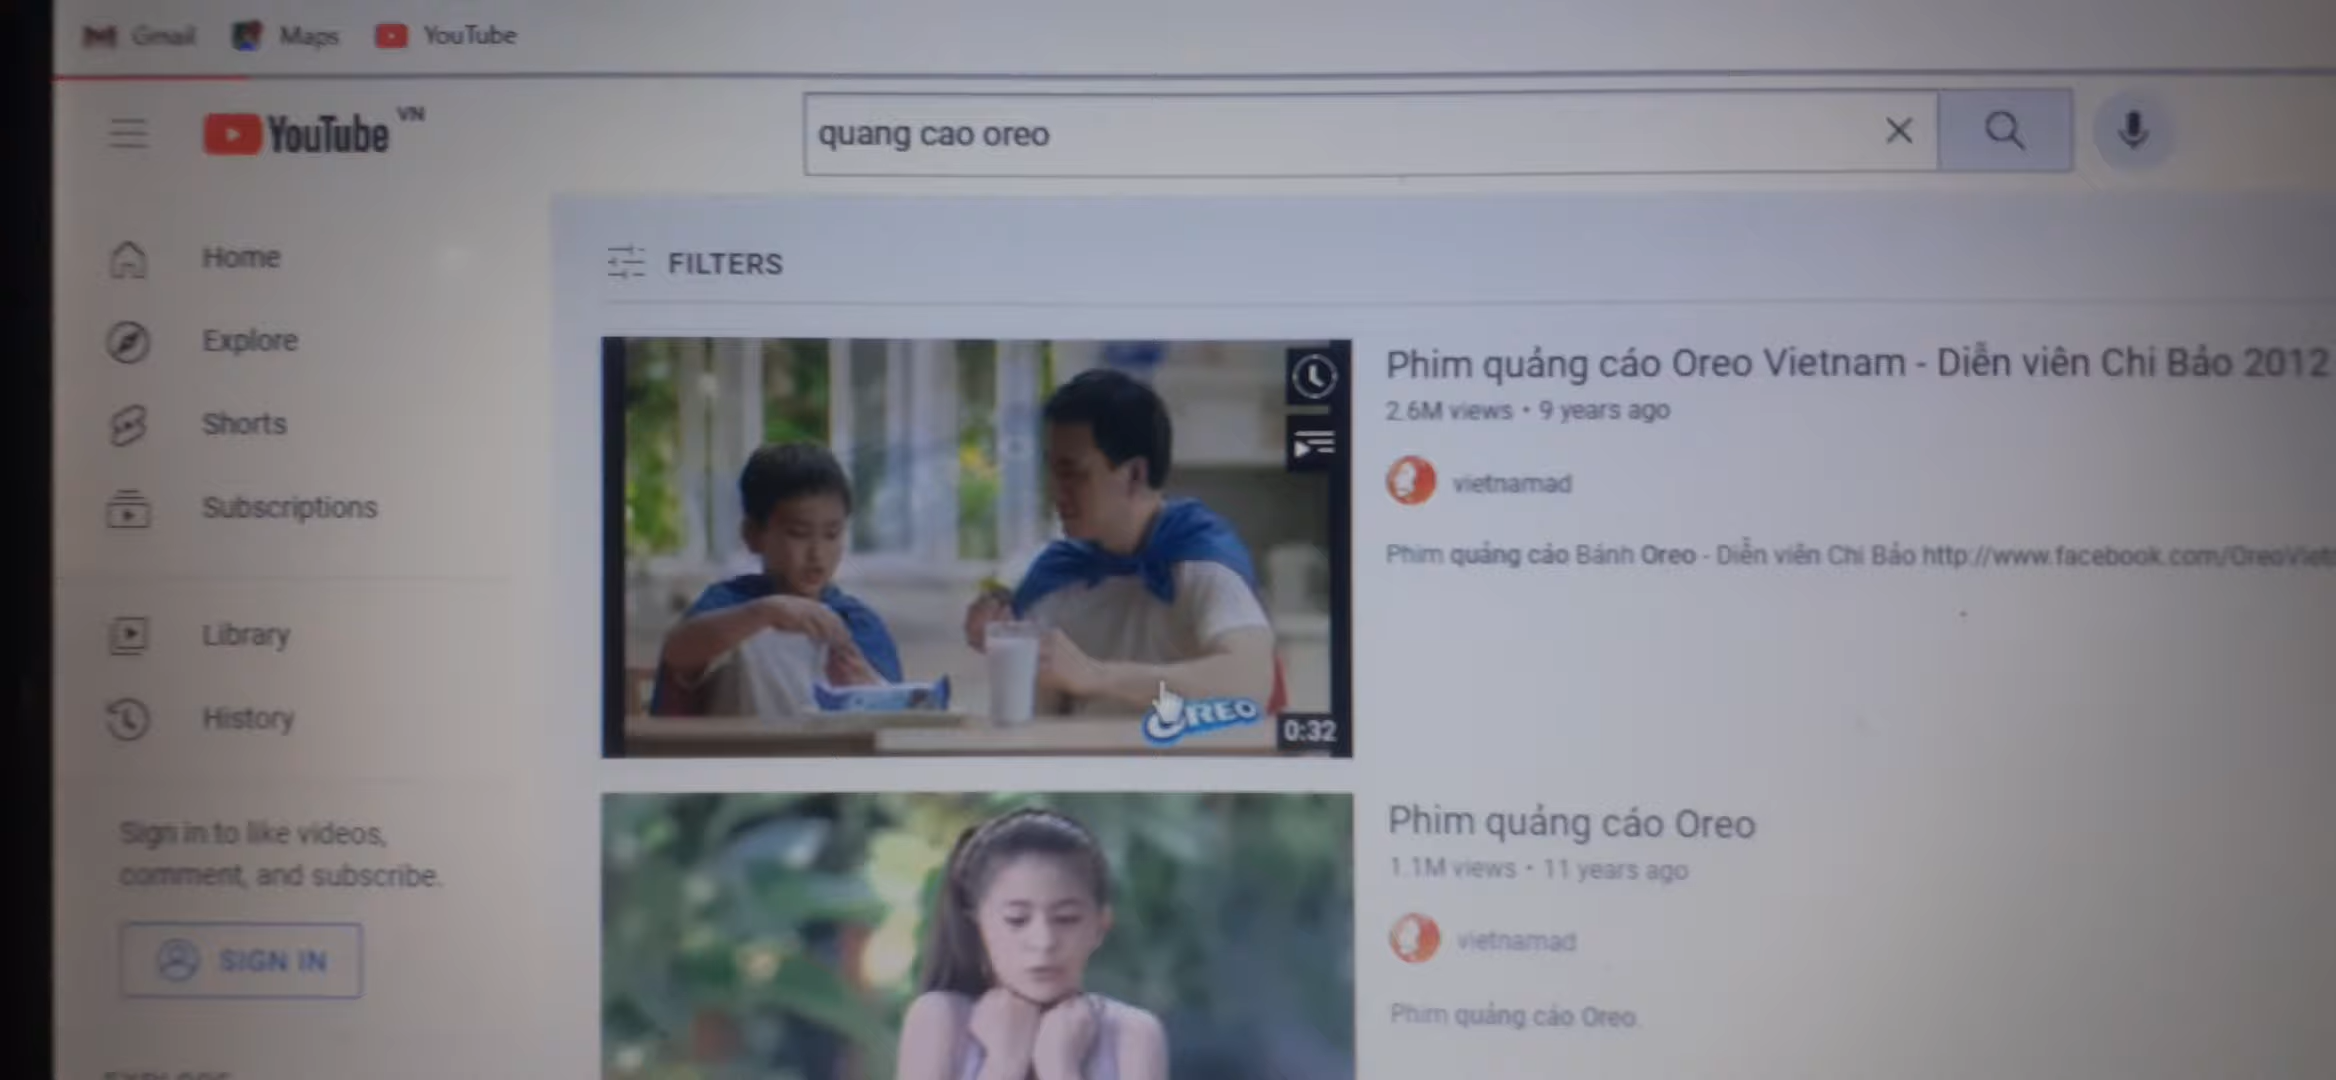 Gmail Maps YouTube
YouTube VN
quang cao oreo
Home
Explore
Shorts
Subscriptions
Library
History
Sign in to like videos,
comment, and subscribe.
SIGN IN
FILTERS
OREO
0:32
Phim quảng cáo Oreo Vietnam - Diễn viên Chi Bảo 2012
2.6M views • 9 years ago
vietnamad
Phim quảng cáo Bánh Oreo - Diễn viên Chi Bảo http://www.facebook.com/OreoViet
Phim quảng cáo Oreo
1.1M views • 11 years ago
vietnamad
Phim quảng cáo Oreo